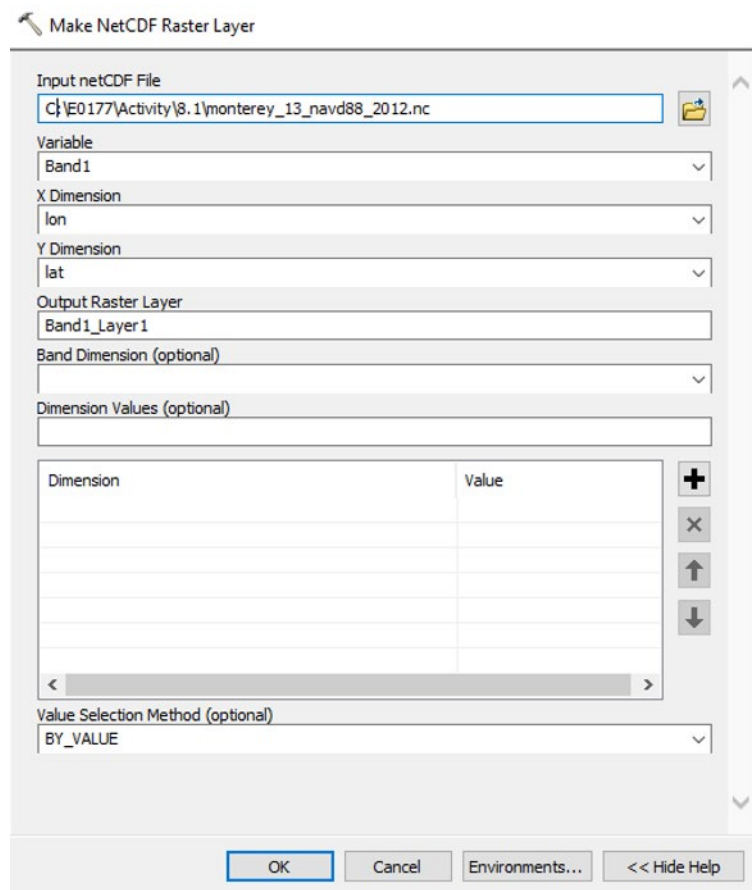 Make NetCDF Raster Layer
Input netCDF File
C:\E0177\Activity\8.1\monterey_13_navd88_2012.nc
Variable
Band1
X Dimension
lon
Y Dimension
lat
Output Raster Layer
Band1_Layer1
Band Dimension (optional)
Dimension Values (optional)
Dimension Value
Value Selection Method (optional)
BY_VALUE
OK Cancel Environments... << Hide Help